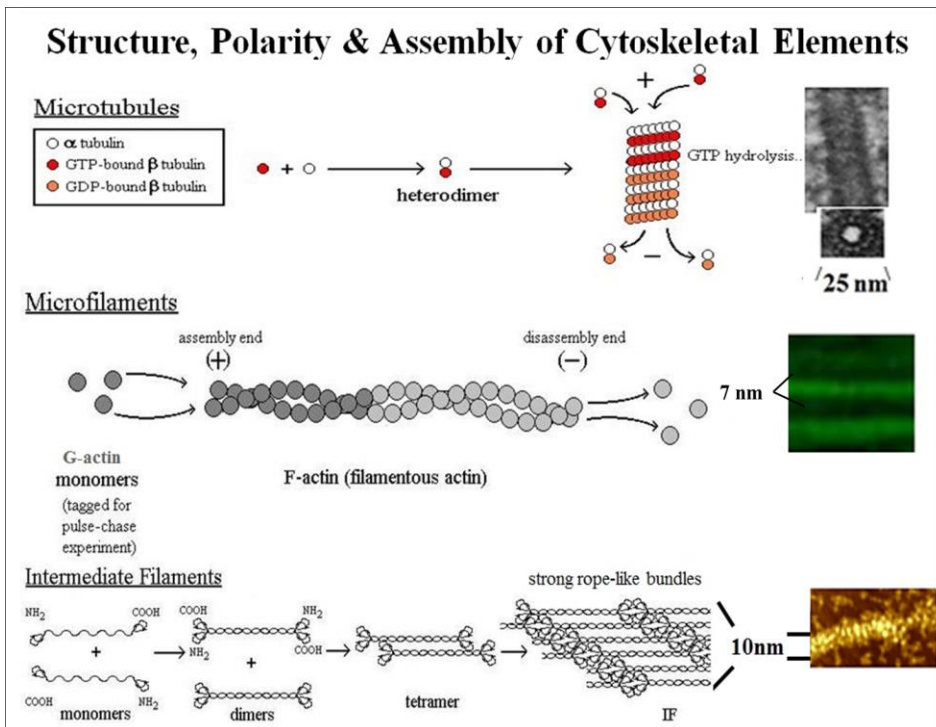 Structure, Polarity & Assembly of Cytoskeletal Elements
Microtubules
α tubulin
GTP-bound β tubulin
GDP-bound β tubulin
+
heterodimer
+
GTP hydrolysis..
−
25 nm
Microfilaments
assembly end
(+)
disassembly end
(−)
7 nm
G-actin
monomers
(tagged for
pulse-chase
experiment)
F-actin (filamentous actin)
Intermediate Filaments
NH2
COOH
+
COOH
NH2
monomers
COOH
NH2
NH2
COOH
+
dimers
tetramer
strong rope-like bundles
IF
10nm